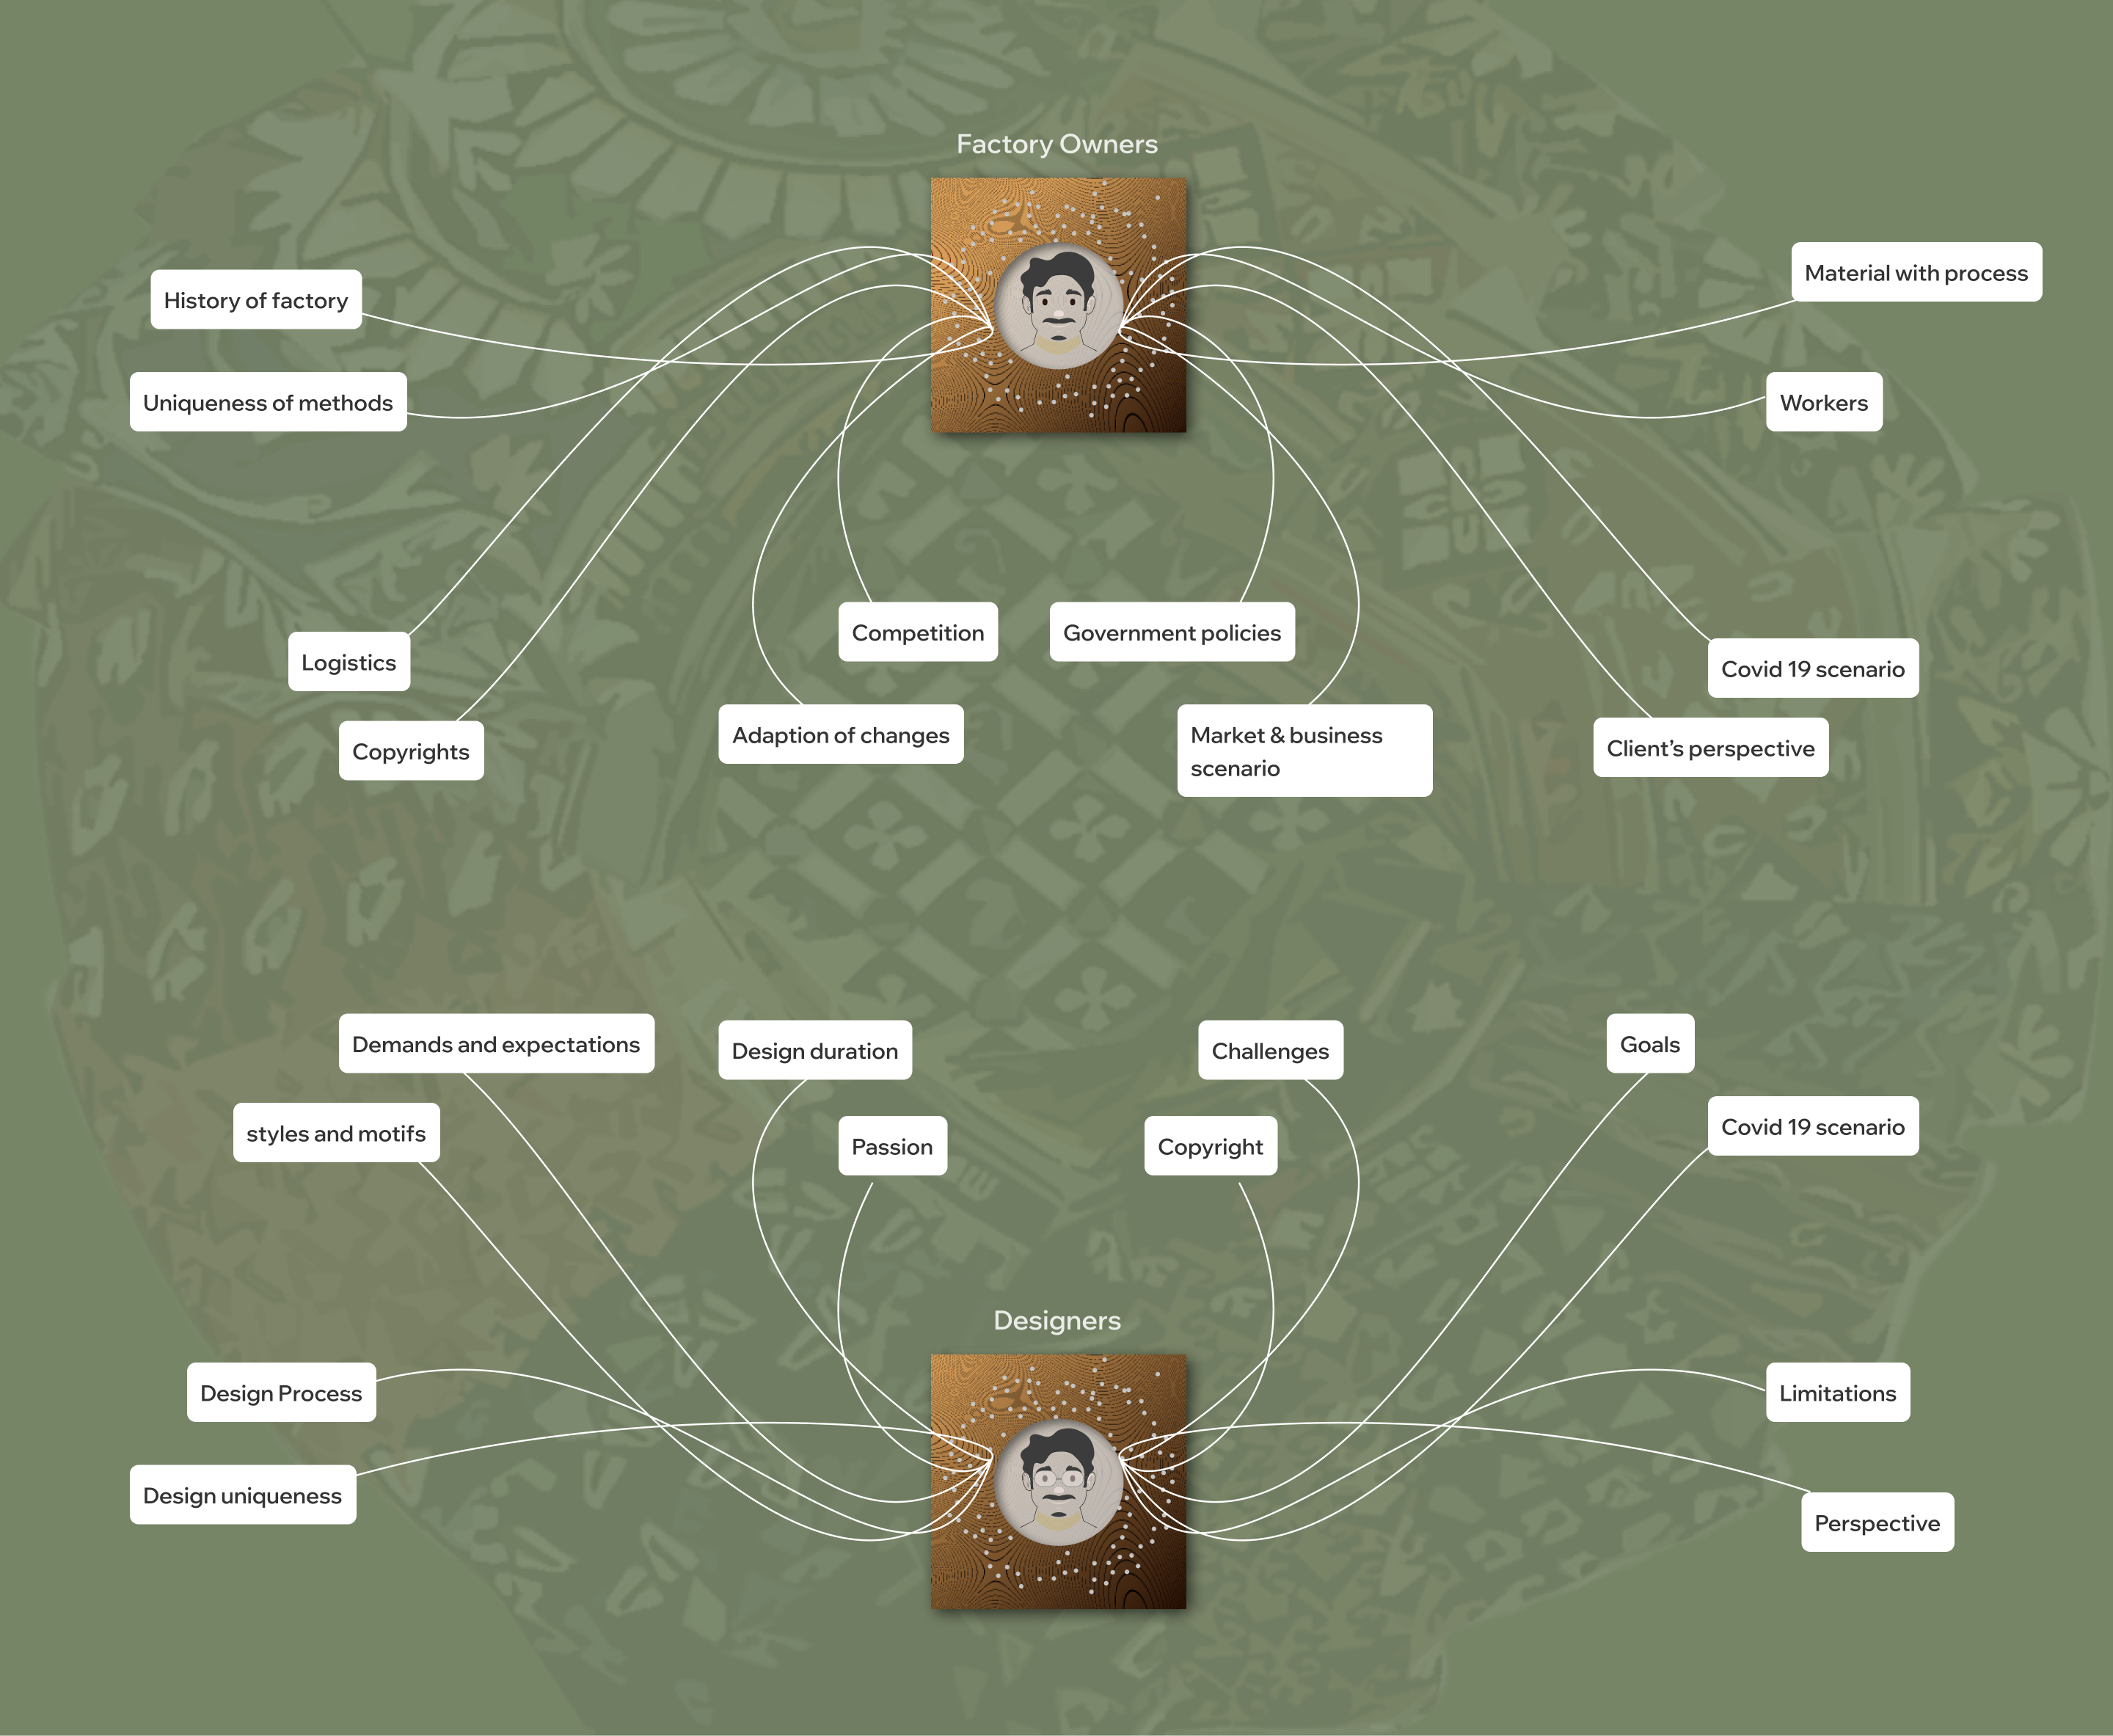 Factory Owners
History of factory
Material with process
Uniqueness of methods
Workers
Competition
Government policies
Logistics
Covid 19 scenario
Copyrights
Adaption of changes
Market & business
scenario
Client’s perspective
Demands and expectations
Design duration
Challenges
Goals
styles and motifs
Passion
Copyright
Covid 19 scenario
Designers
Design Process
Limitations
Design uniqueness
Perspective